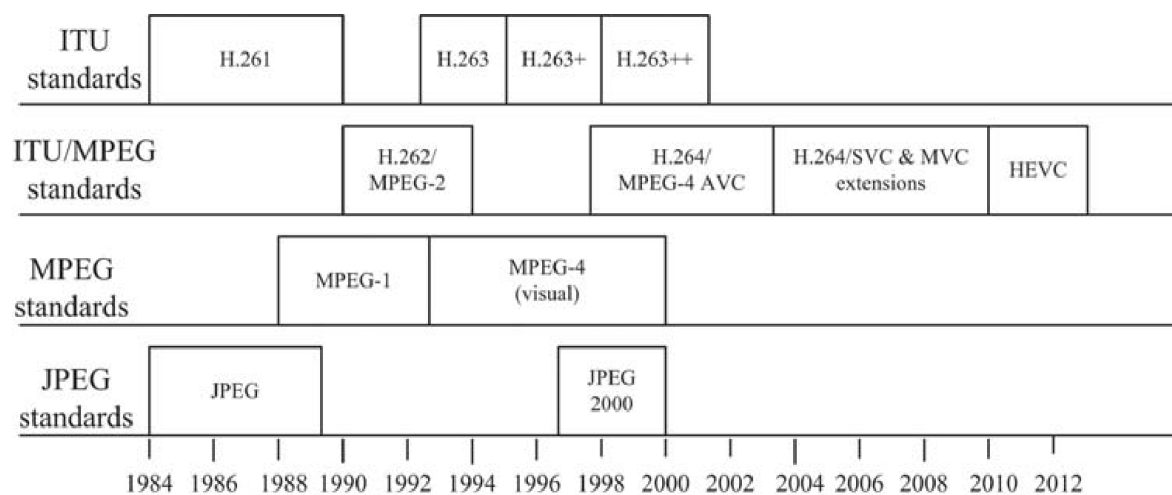 ITU
standards
H.261
H.263
H.263+
H.263++
ITU/MPEG
standards
H.262/
MPEG-2
H.264/
MPEG-4 AVC
H.264/SVC & MVC
extensions
HEVC
MPEG
standards
MPEG-1
MPEG-4
(visual)
JPEG
standards
JPEG
JPEG
2000
1984 1986 1988 1990 1992 1994 1996 1998 2000 2002 2004 2006 2008 2010 2012